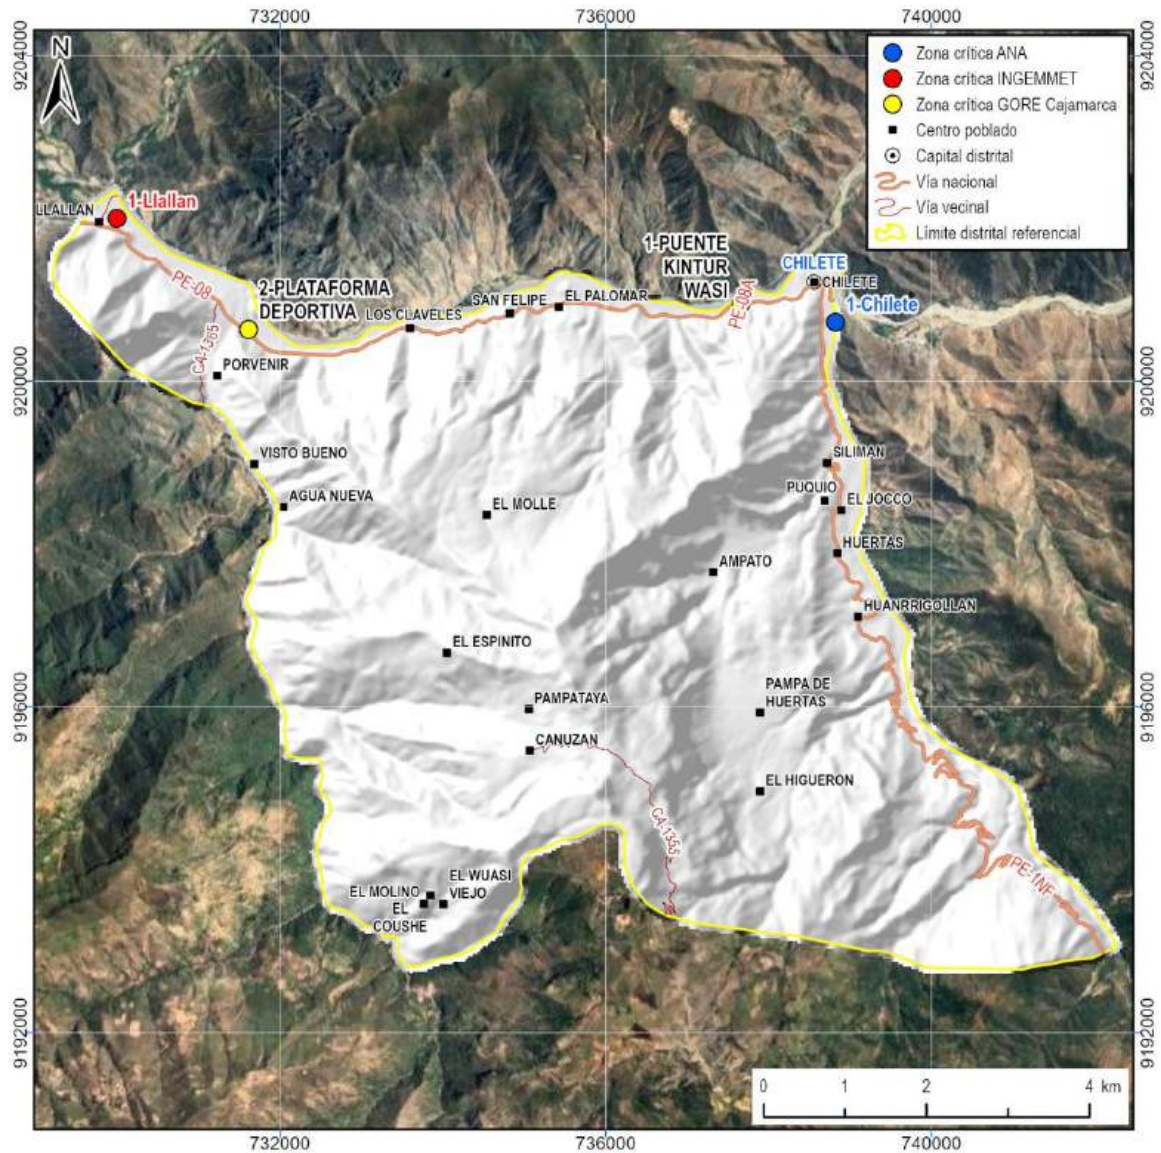 732000
736000
740000
9204000
9204000
N
Zona crítica ANA
Zona crítica INGEMMET
Zona crítica GORE Cajamarca
Centro poblado
Capital distrital
Vía nacional
Vía vecinal
Límite distrital referencial
LLALLAN
1-Llallan
PE-08
2-PLATAFORMA
DEPORTIVA
1-PUENTE
KINTUR
WASI
CHILETE
CHILETE
1-Chilete
SAN FELIPE
EL PALOMAR
PE-08A
LOS CLAVELES
CA-1365
PORVENIR
9200000
9200000
VISTO BUENO
AGUA NUEVA
EL MOLLE
SILIMAN
PUQUIO
EL JOCCO
HUERTAS
AMPATO
HUANRRIGOLLAN
EL ESPINITO
PAMPATAYA
PAMPA DE
HUERTAS
9196000
9196000
CANUZAN
EL HIGUERON
CA-1355
PE-1NF
EL MOLINO
EL WUASI
VIEJO
EL
COUSHE
9192000
9192000
0 1 2 4 km
732000
736000
740000